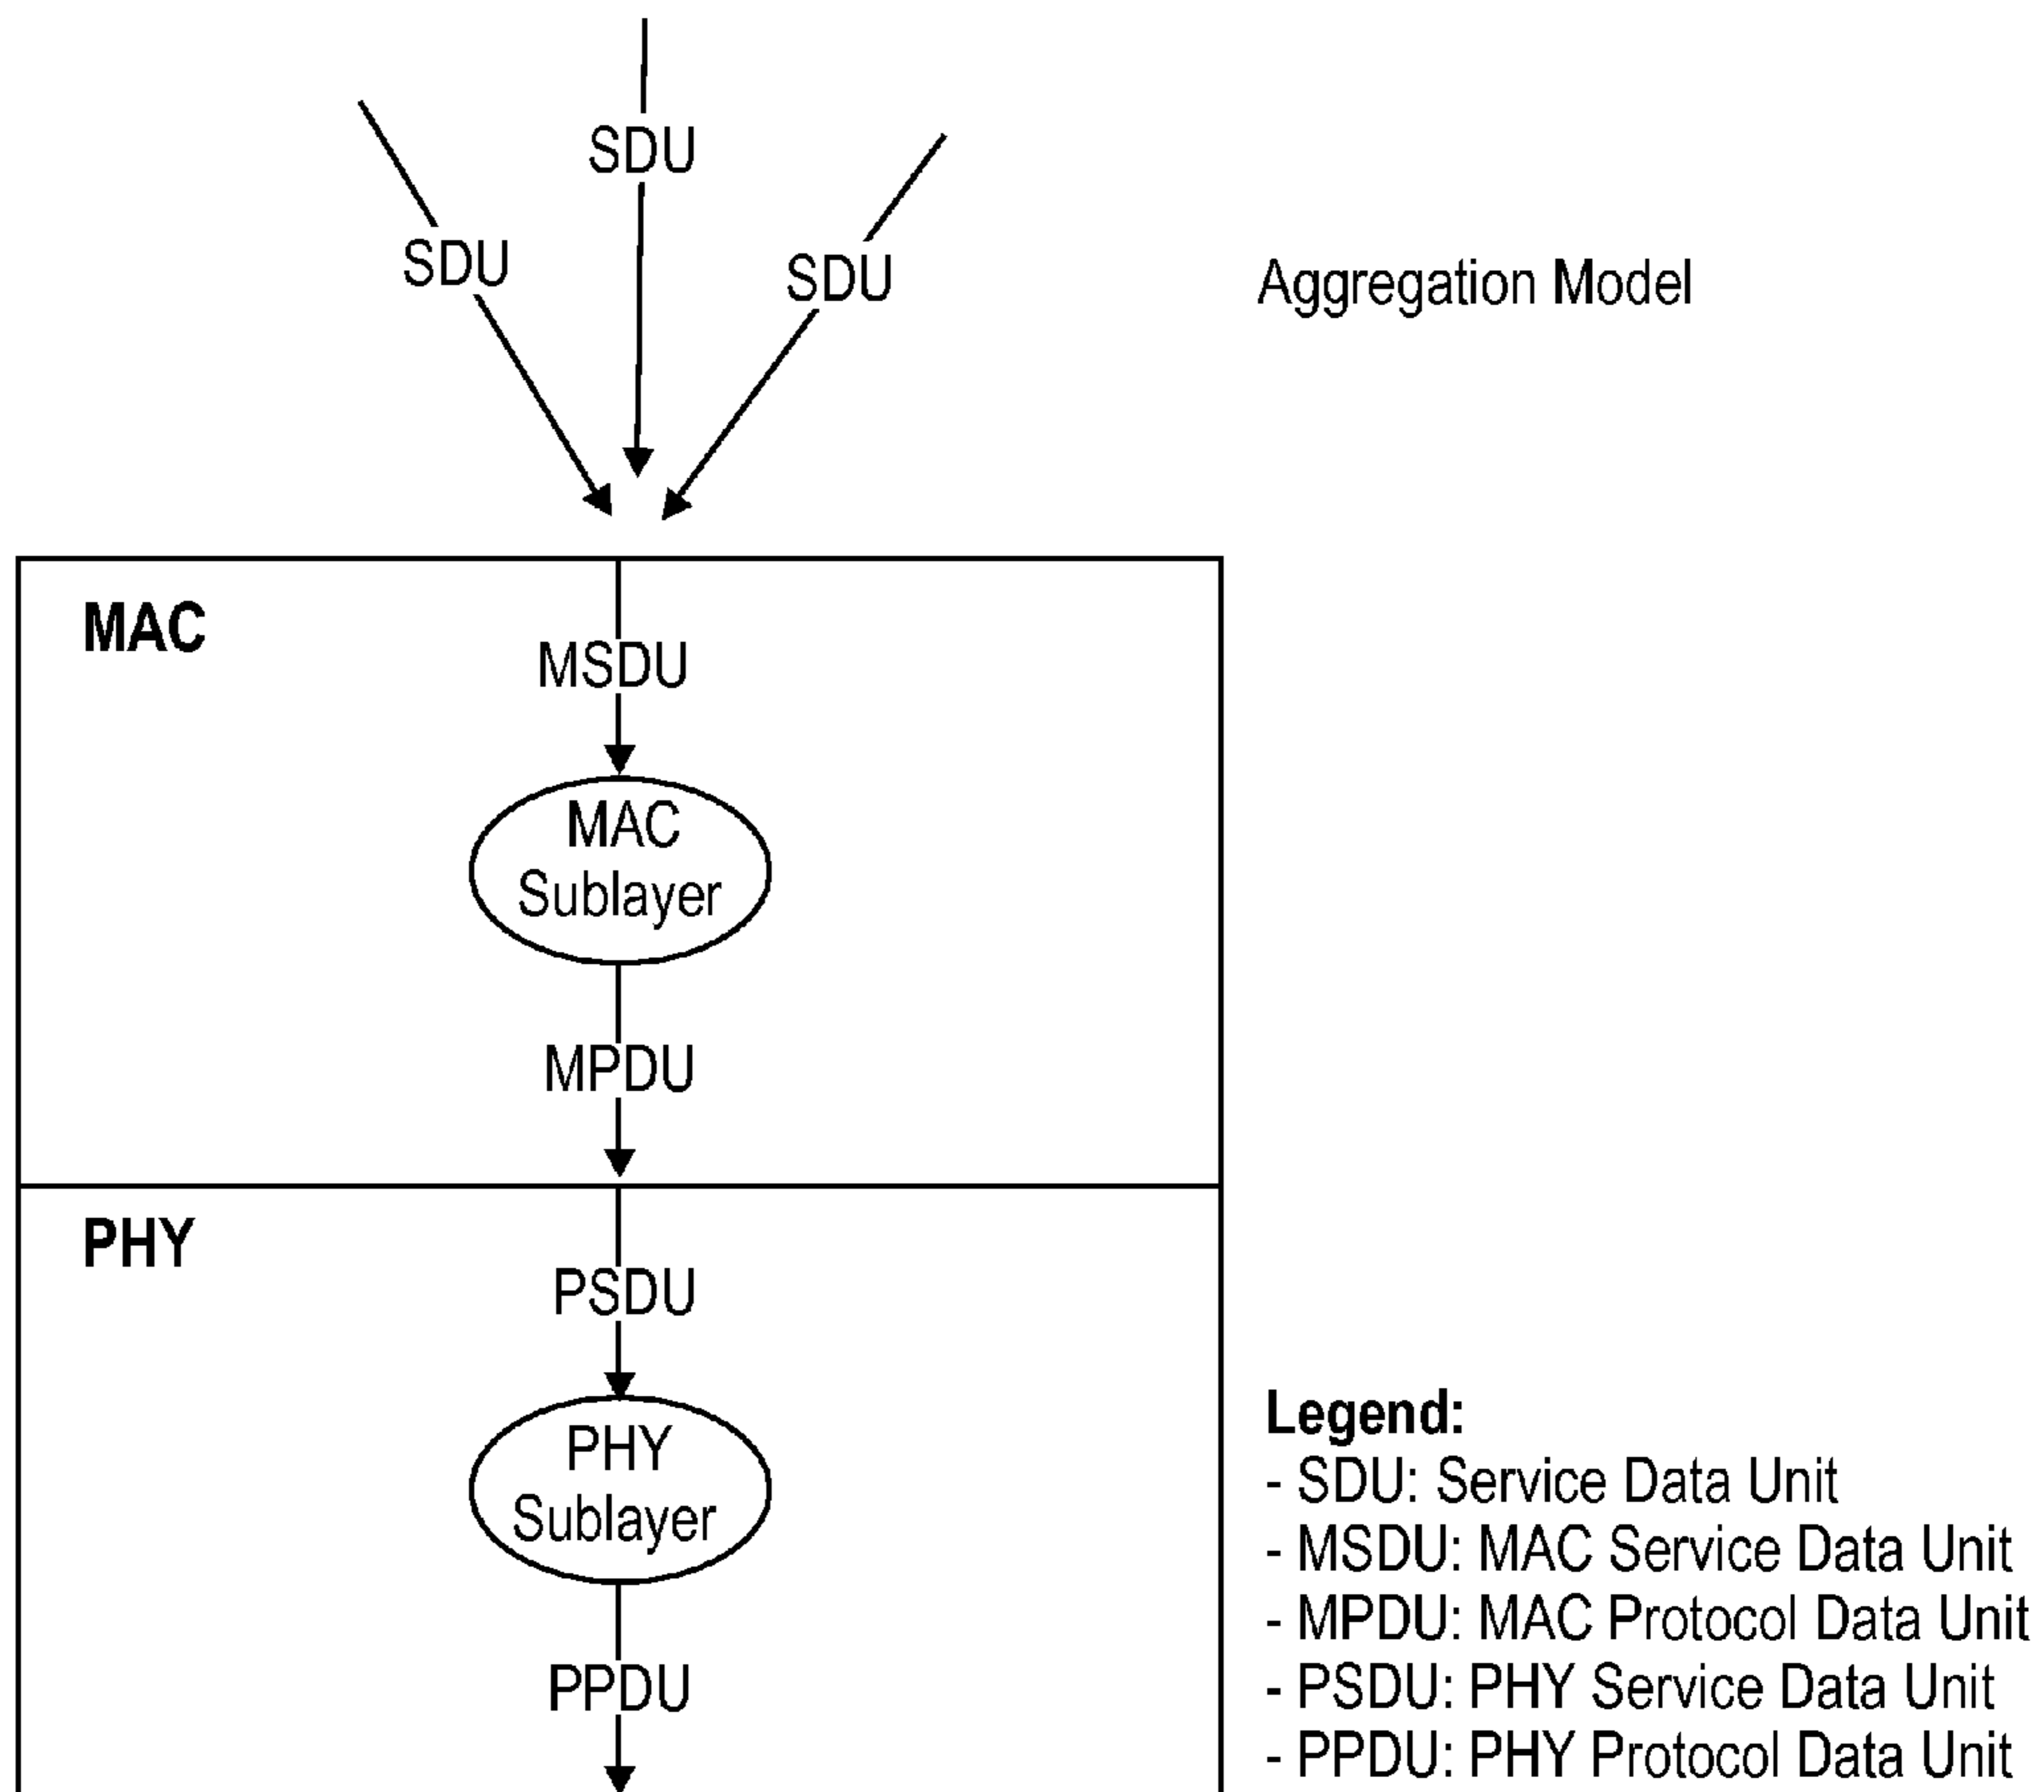 SDU
SDU
SDU
Aggregation Model
MAC
MSDU
MAC
Sublayer
MPDU
PHY
PSDU
PHY
Sublayer
PPDU
Legend:
- SDU: Service Data Unit
- MSDU: MAC Service Data Unit
- MPDU: MAC Protocol Data Unit
- PSDU: PHY Service Data Unit
- PPDU: PHY Protocol Data Unit